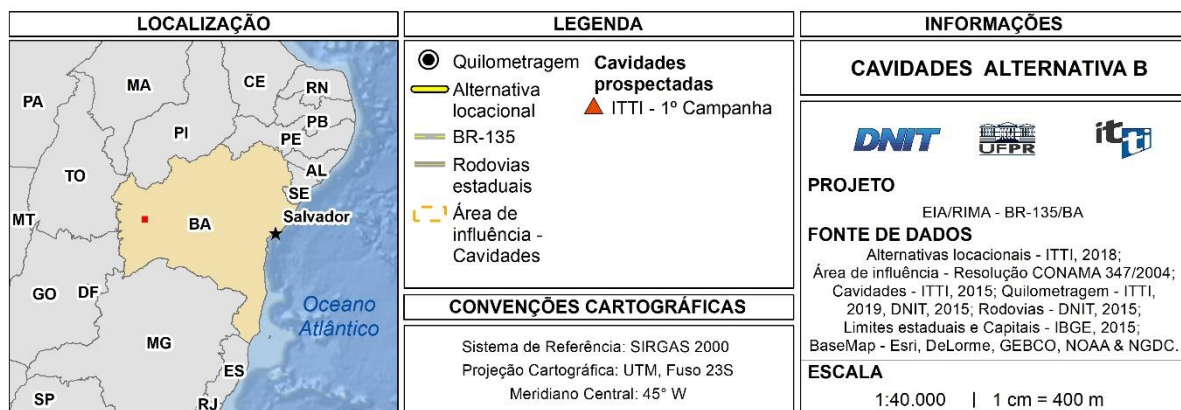 LOCALIZAÇÃO
PA
MA
CE
RN
PB
PI
PE
AL
TO
SE
Salvador
MT
BA
GO
DF
Oceano
Atlântico
MG
ES
SP
RJ
LEGENDA
Quilometragem
Alternativa
locacional
BR-135
Rodovias
estaduais
Área de
influência -
Cavidades
Cavidades
prospectadas
ITTI - 1º Campanha
CONVENÇÕES CARTOGRÁFICAS
Sistema de Referência: SIRGAS 2000
Projeção Cartográfica: UTM, Fuso 23S
Meridiano Central: 45° W
INFORMAÇÕES
CAVIDADES ALTERNATIVA B
DNIT
UFPR
itti
PROJETO
EIA/RIMA - BR-135/BA
FONTE DE DADOS
Alternativas locacionais - ITTI, 2018;
Área de influência - Resolução CONAMA 347/2004;
Cavidades - ITTI, 2015; Quilometragem - ITTI,
2019, DNIT, 2015; Rodovias - DNIT, 2015;
Limites estaduais e Capitais - IBGE, 2015;
BaseMap - Esri, DeLorme, GEBCO, NOAA & NGDC.
ESCALA
1:40.000 | 1 cm = 400 m